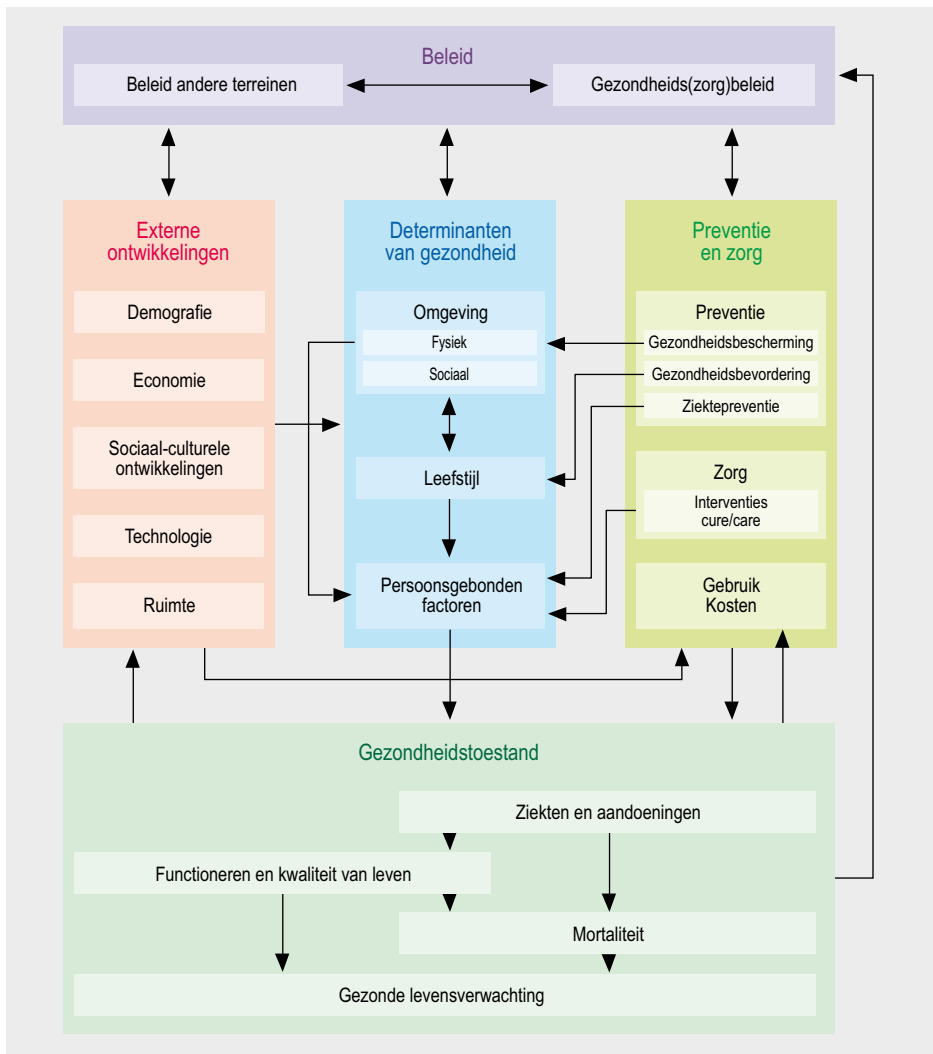 Beleid
Beleid andere terreinen
Gezondheids(zorg)beleid
Externe
ontwikkelingen
Demografie
Economie
Sociaal-culturele
ontwikkelingen
Technologie
Ruimte
Determinanten
van gezondheid
Omgeving
Fysiek
Sociaal
Leefstijl
Persoonsgebonden
factoren
Preventie
en zorg
Preventie
Gezondheidsbescherming
Gezondheidsbevordering
Ziektepreventie
Zorg
Interventies
cure/care
Gebruik
Kosten
Gezondheidstoestand
Ziekten en aandoeningen
Functioneren en kwaliteit van leven
Mortaliteit
Gezonde levensverwachting